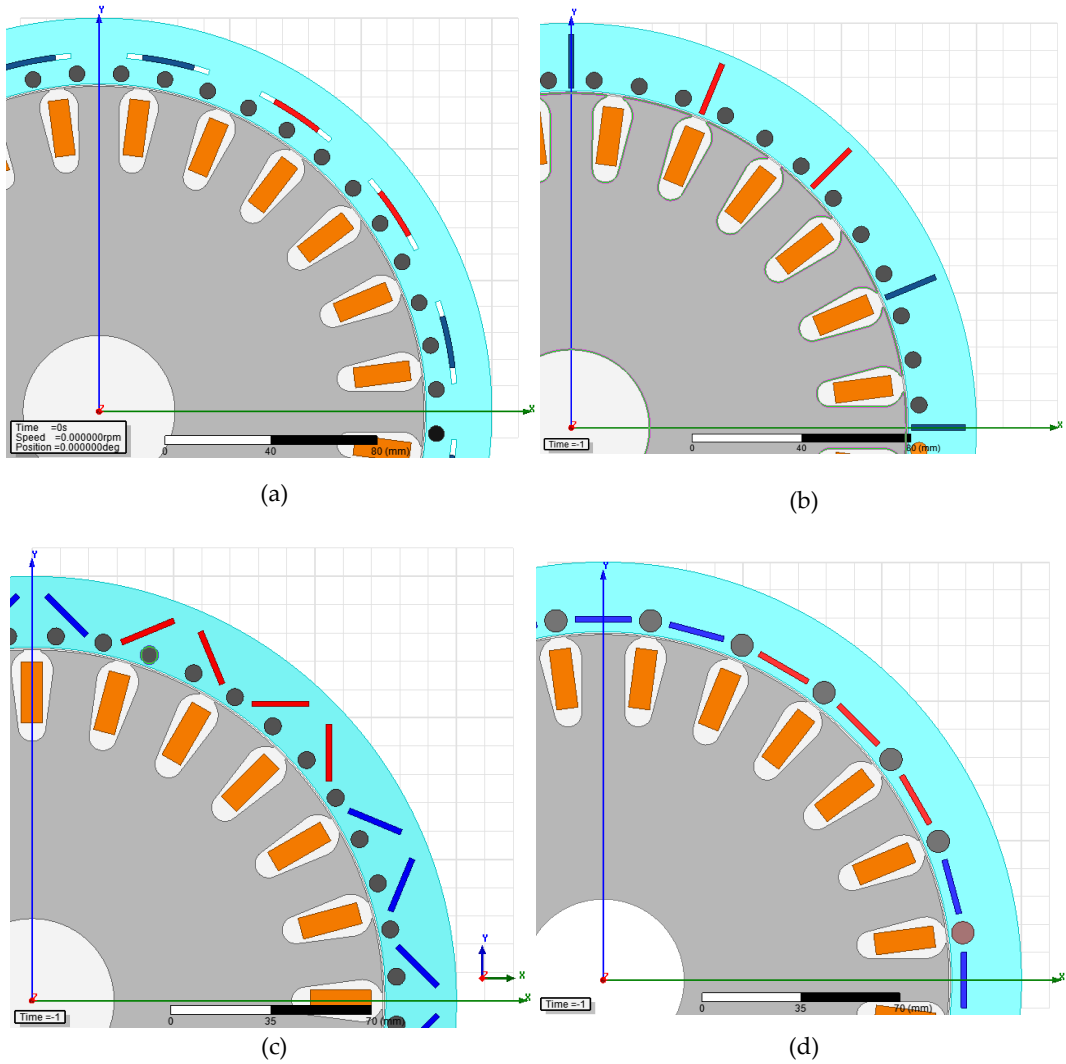 Y
X
Z
Time =0s
Speed =0.000000rpm
Position =0.000000deg
0 40 80 (mm)
(a)
Y
X
Z
Time =-1
0 40 80 (mm)
(b)
Y
Y
X
X
Z
Z
Time =-1
0 35 70 (mm)
(c)
Y
X
Z
Time =-1
0 35 70 (mm)
(d)